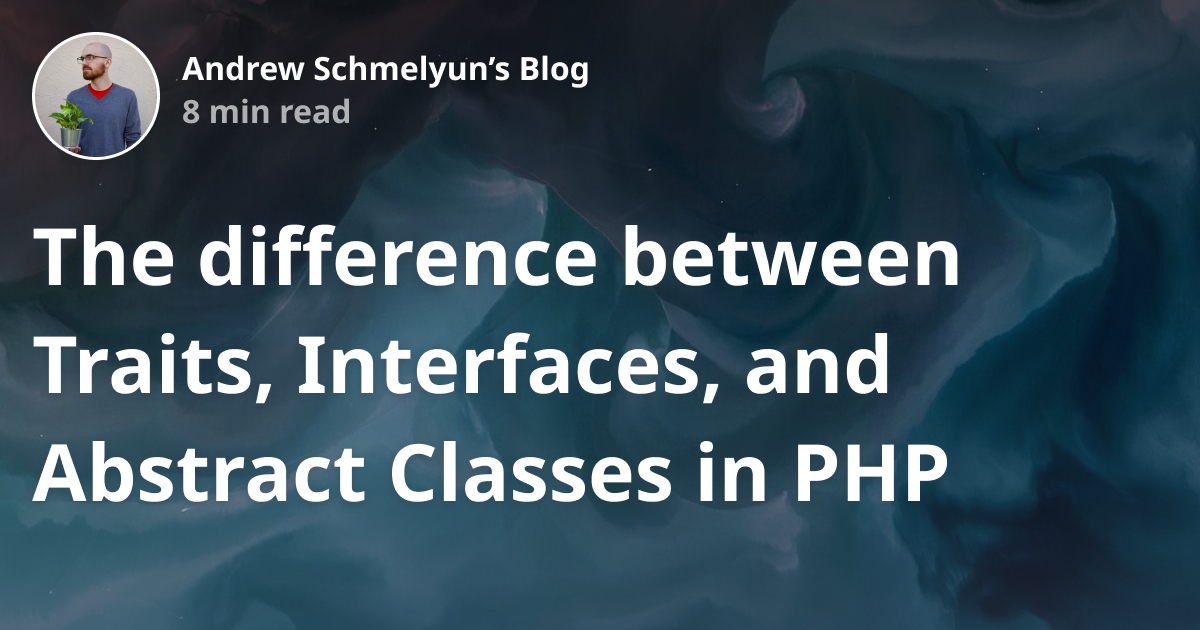 Andrew Schmelyun’s Blog
8 min read
The difference between
Traits, Interfaces, and
Abstract Classes in PHP